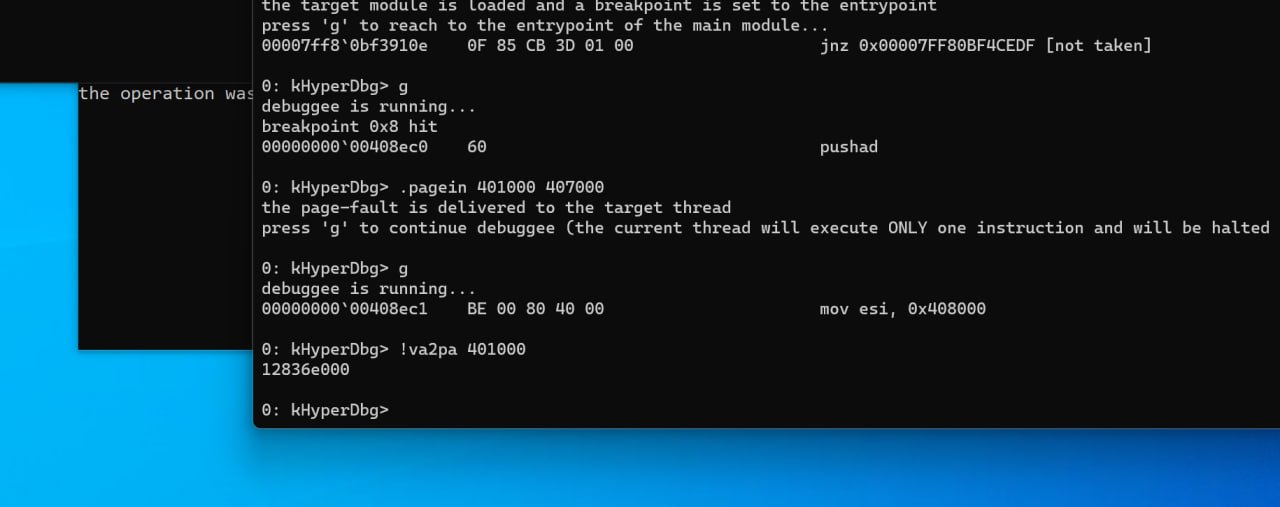 the target module is loaded and a breakpoint is set to the entrypoint
press 'g' to reach to the entrypoint of the main module...
00007ff8`0bf3910e    0F 85 CB 3D 01 00                      jnz 0x00007FF80BF4CEDF [not taken]
0: kHyperDbg> g
the operation was
debuggee is running...
breakpoint 0x8 hit
00000000`00408ec0    60                                  pushad
0: kHyperDbg> .pagein 401000 407000
the page-fault is delivered to the target thread
press 'g' to continue debuggee (the current thread will execute ONLY one instruction and will be halted
0: kHyperDbg> g
debuggee is running...
00000000`00408ec1    BE 00 80 40 00                      mov esi, 0x408000
0: kHyperDbg> !va2pa 401000
12836e000
0: kHyperDbg>